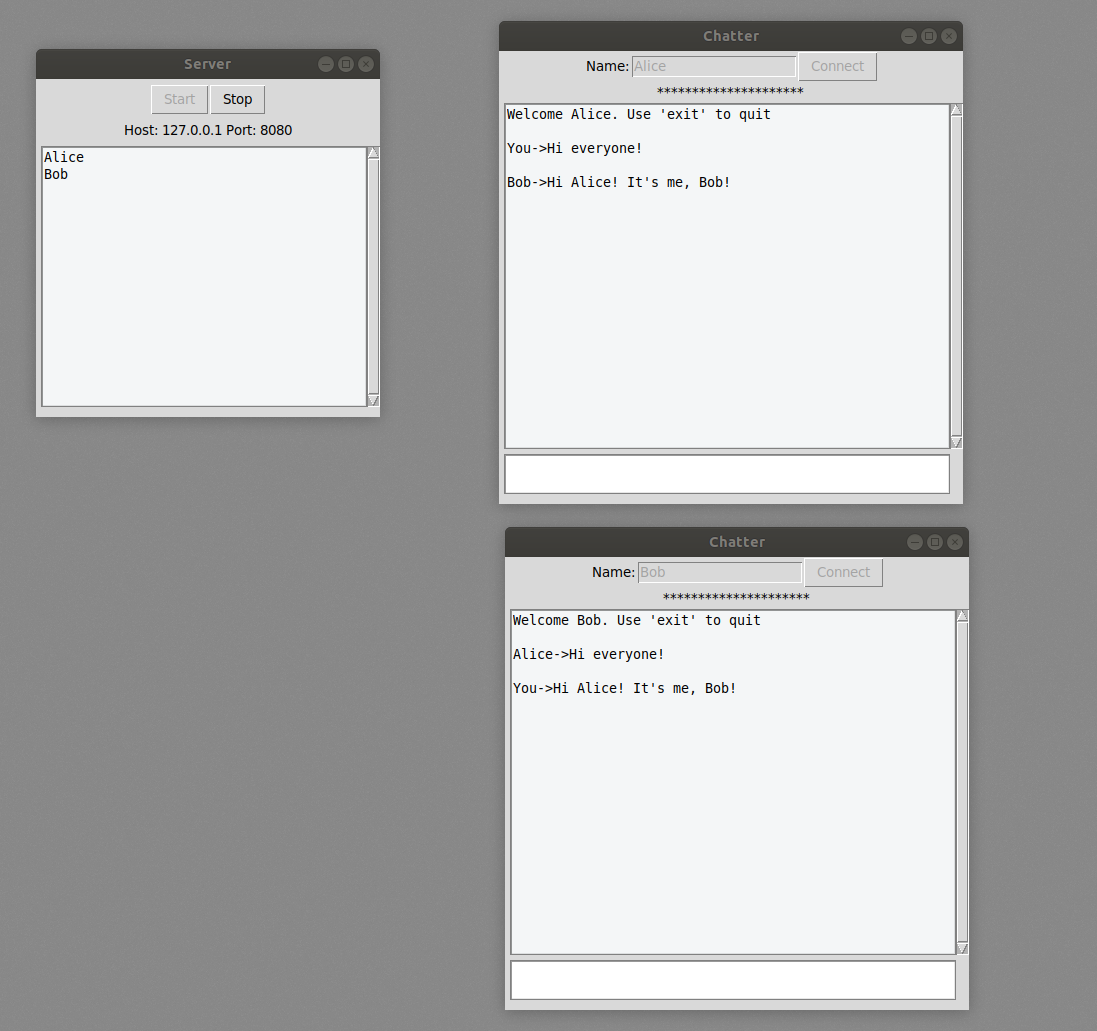 Server
Start Stop
Host: 127.0.0.1 Port: 8080
Alice
Bob
Chatter
Name: Alice Connect
*********************
Welcome Alice. Use 'exit' to quit
You->Hi everyone!
Bob->Hi Alice! It's me, Bob!
Chatter
Name: Bob Connect
*********************
Welcome Bob. Use 'exit' to quit
Alice->Hi everyone!
You->Hi Alice! It's me, Bob!